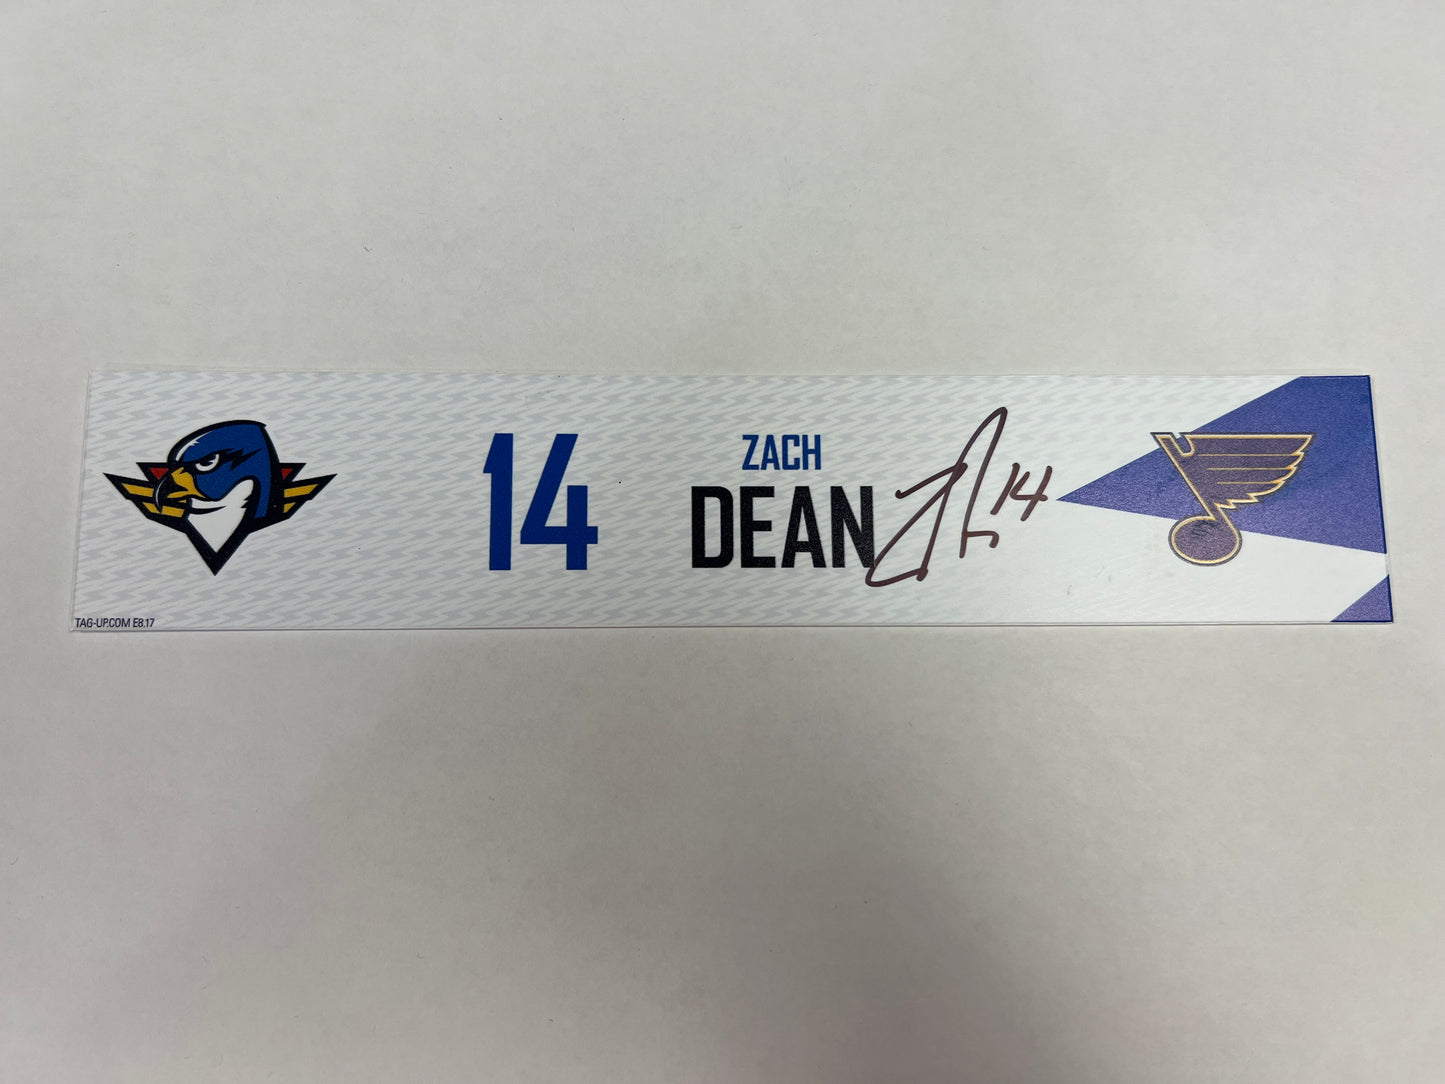 14
ZACH
DEAN
14
TAG-UP.COM E8.17